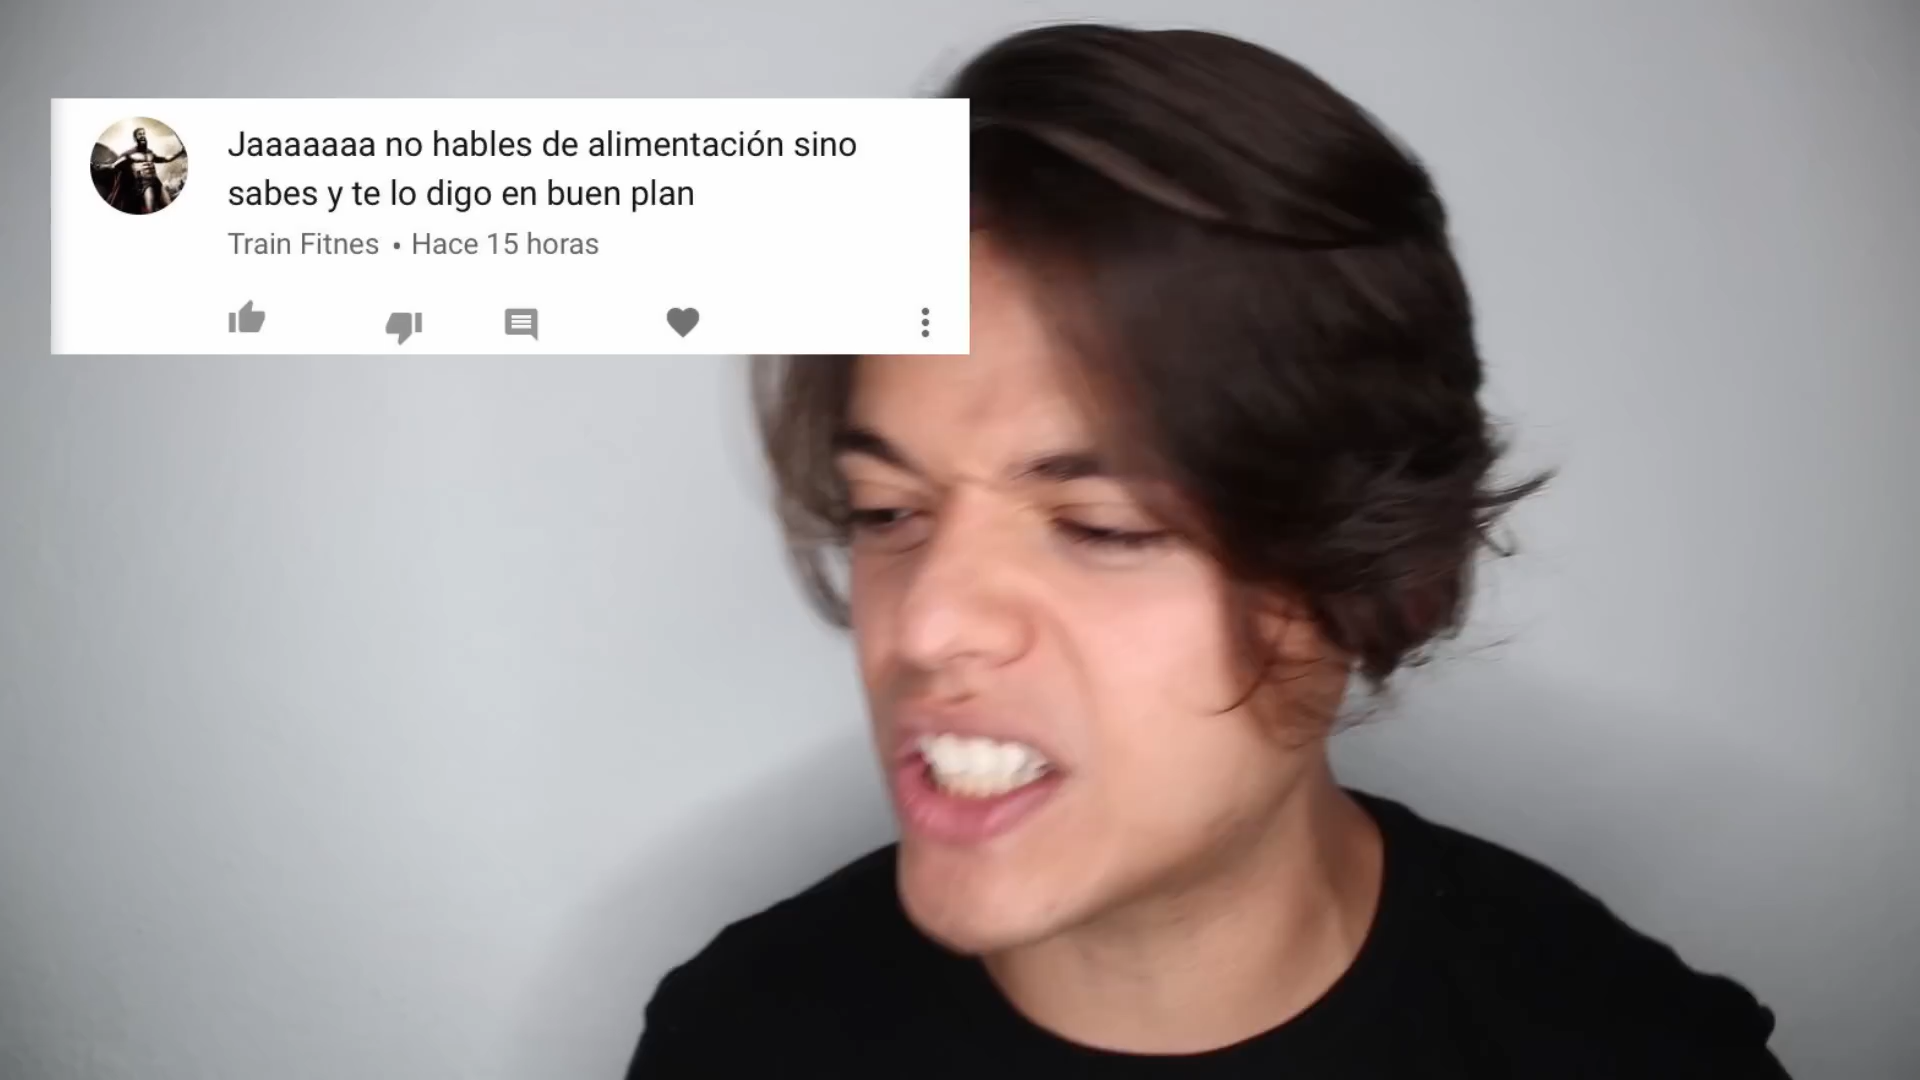 Jaaaaaaa no hables de alimentación sino
sabes y te lo digo en buen plan
Train Fitnes • Hace 15 horas